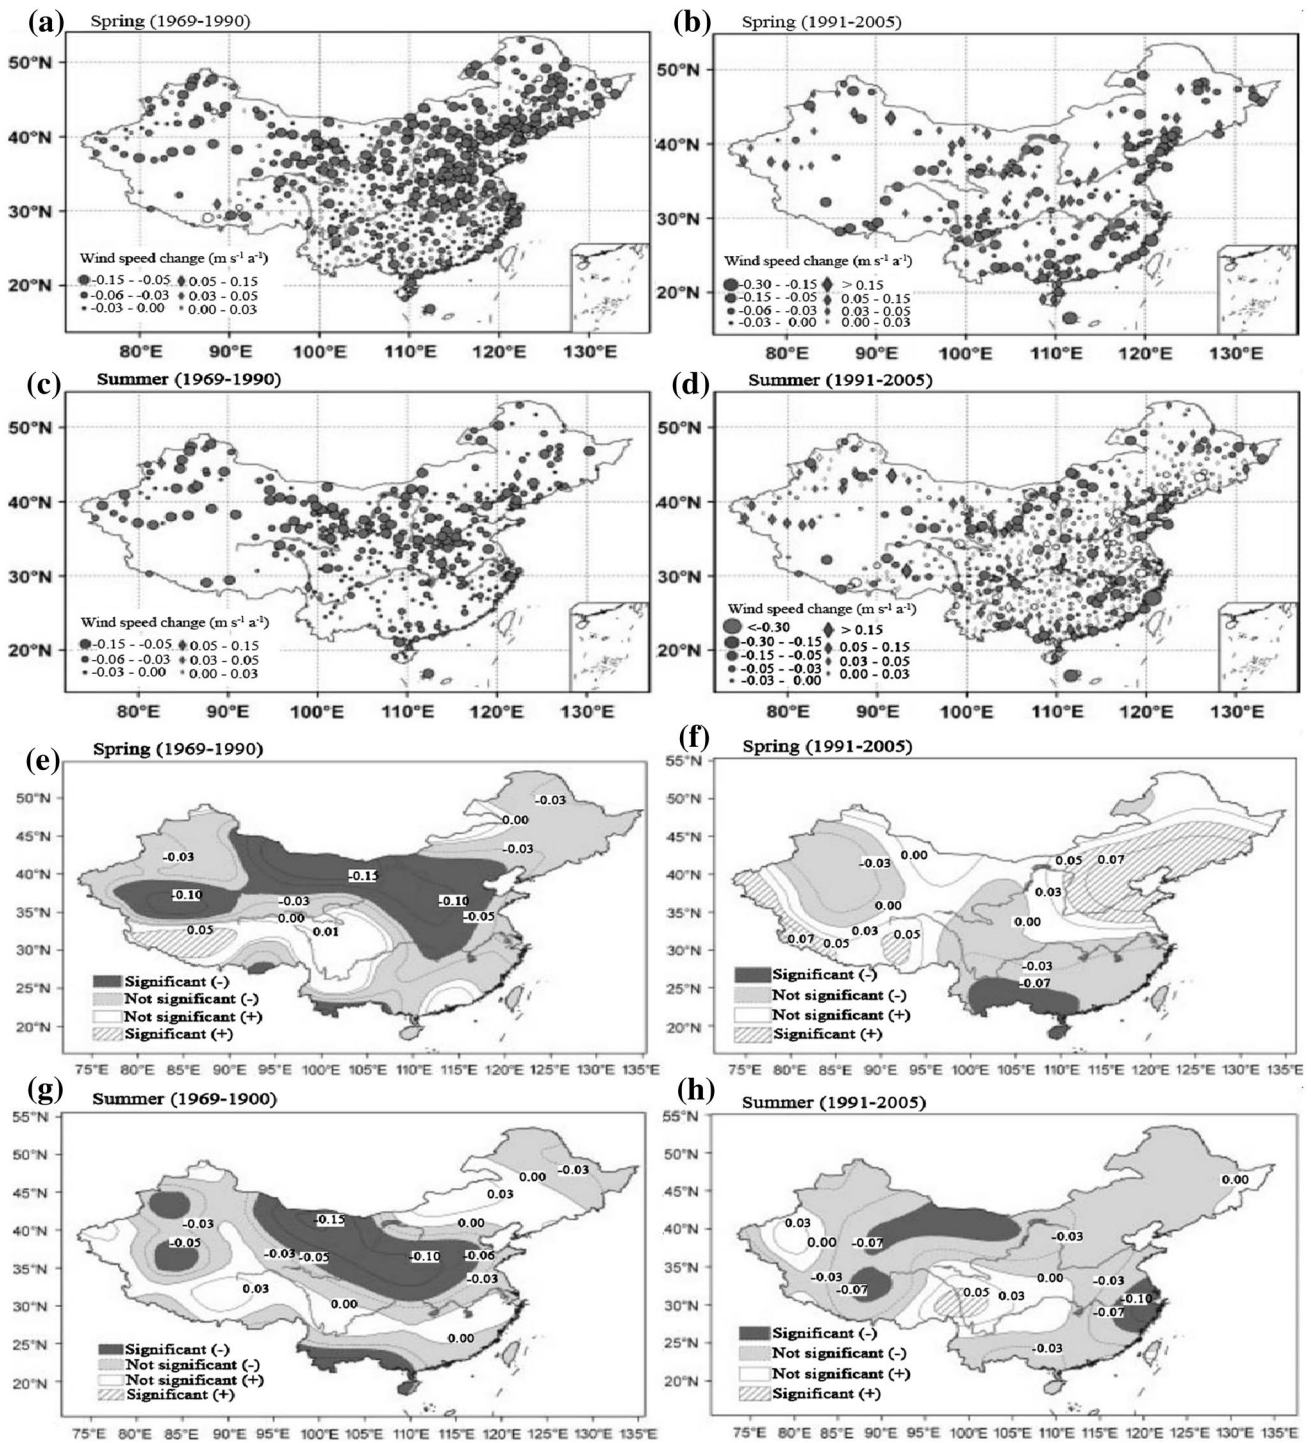 (a) Spring (1969-1990)
50°N
40°N
30°N
20°N
Wind speed change (m s⁻¹ a⁻¹)
-0.15 - -0.05 0.05 - 0.15
-0.06 - -0.03 0.03 - 0.05
-0.03 - 0.00 0.00 - 0.03
80°E 90°E 100°E 110°E 120°E 130°E
(b) Spring (1991-2005)
50°N
40°N
30°N
20°N
Wind speed change (m s⁻¹ a⁻¹)
-0.30 - -0.15 > 0.15
-0.15 - -0.05 0.05 - 0.15
-0.06 - -0.03 0.03 - 0.05
-0.03 - 0.00 0.00 - 0.03
80°E 90°E 100°E 110°E 120°E 130°E
(c) Summer (1969-1990)
50°N
40°N
30°N
20°N
Wind speed change (m s⁻¹ a⁻¹)
-0.15 - -0.05 0.05 - 0.15
-0.06 - -0.03 0.03 - 0.05
-0.03 - 0.00 0.00 - 0.03
80°E 90°E 100°E 110°E 120°E 130°E
(d) Summer (1991-2005)
50°N
40°N
30°N
20°N
Wind speed change (m s⁻¹ a⁻¹)
<-0.30 > 0.15
-0.30 - -0.15 0.05 - 0.15
-0.15 - -0.05 0.03 - 0.05
-0.05 - -0.03 0.00 - 0.03
-0.03 - 0.00
80°E 90°E 100°E 110°E 120°E 130°E
(e) Spring (1969-1990)
50°N
45°N
40°N
35°N
30°N
25°N
20°N
-0.03
0.00
-0.03
-0.03
-0.15
-0.10
-0.10
-0.03
-0.05
0.00
0.05
0.01
Significant (-)
Not significant (-)
Not significant (+)
Significant (+)
75°E 80°E 85°E 90°E 95°E 100°E 105°E 110°E 115°E 120°E 125°E 130°E 135°E
(f) Spring (1991-2005)
55°N
50°N
45°N
40°N
35°N
30°N
25°N
20°N
-0.03
0.00
0.05
0.07
0.03
0.00
0.00
0.03
0.05
0.07
0.05
-0.03
-0.07
Significant (-)
Not significant (-)
Not significant (+)
Significant (+)
75°E 80°E 85°E 90°E 95°E 100°E 105°E 110°E 115°E 120°E 125°E 130°E 135°E
(g) Summer (1969-1900)
55°N
50°N
45°N
40°N
35°N
30°N
25°N
20°N
-0.03
0.00
0.03
-0.15
0.00
-0.03
-0.05
-0.03
-0.05
-0.10
-0.06
-0.03
0.03
0.00
0.00
Significant (-)
Not significant (-)
Not significant (+)
Significant (+)
75°E 80°E 85°E 90°E 95°E 100°E 105°E 110°E 115°E 120°E 125°E 130°E 135°E
(h) Summer (1991-2005)
50°N
45°N
40°N
35°N
30°N
25°N
20°N
0.00
0.03
0.00
-0.07
-0.03
-0.03
-0.07
0.00
-0.03
0.05
0.03
-0.10
-0.07
-0.03
Significant (-)
Not significant (-)
Not significant (+)
Significant (+)
75°E 80°E 85°E 90°E 95°E 100°E 105°E 110°E 115°E 120°E 125°E 130°E 135°E